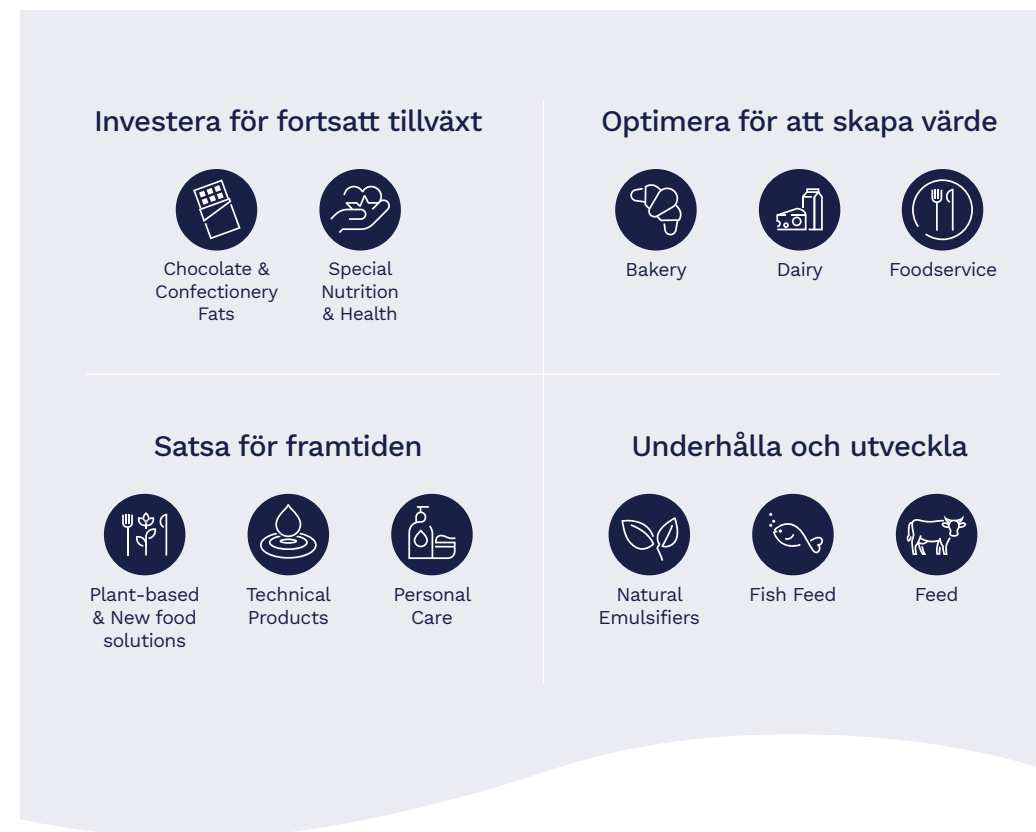 Investera för fortsatt tillväxt
Chocolate &
Confectionery
Fats
Special
Nutrition
& Health
Optimera för att skapa värde
Bakery
Dairy
Foodservice
Satsa för framtiden
Plant-based
& New food
solutions
Technical
Products
Personal
Care
Underhålla och utveckla
Natural
Emulsifiers
Fish Feed
Feed